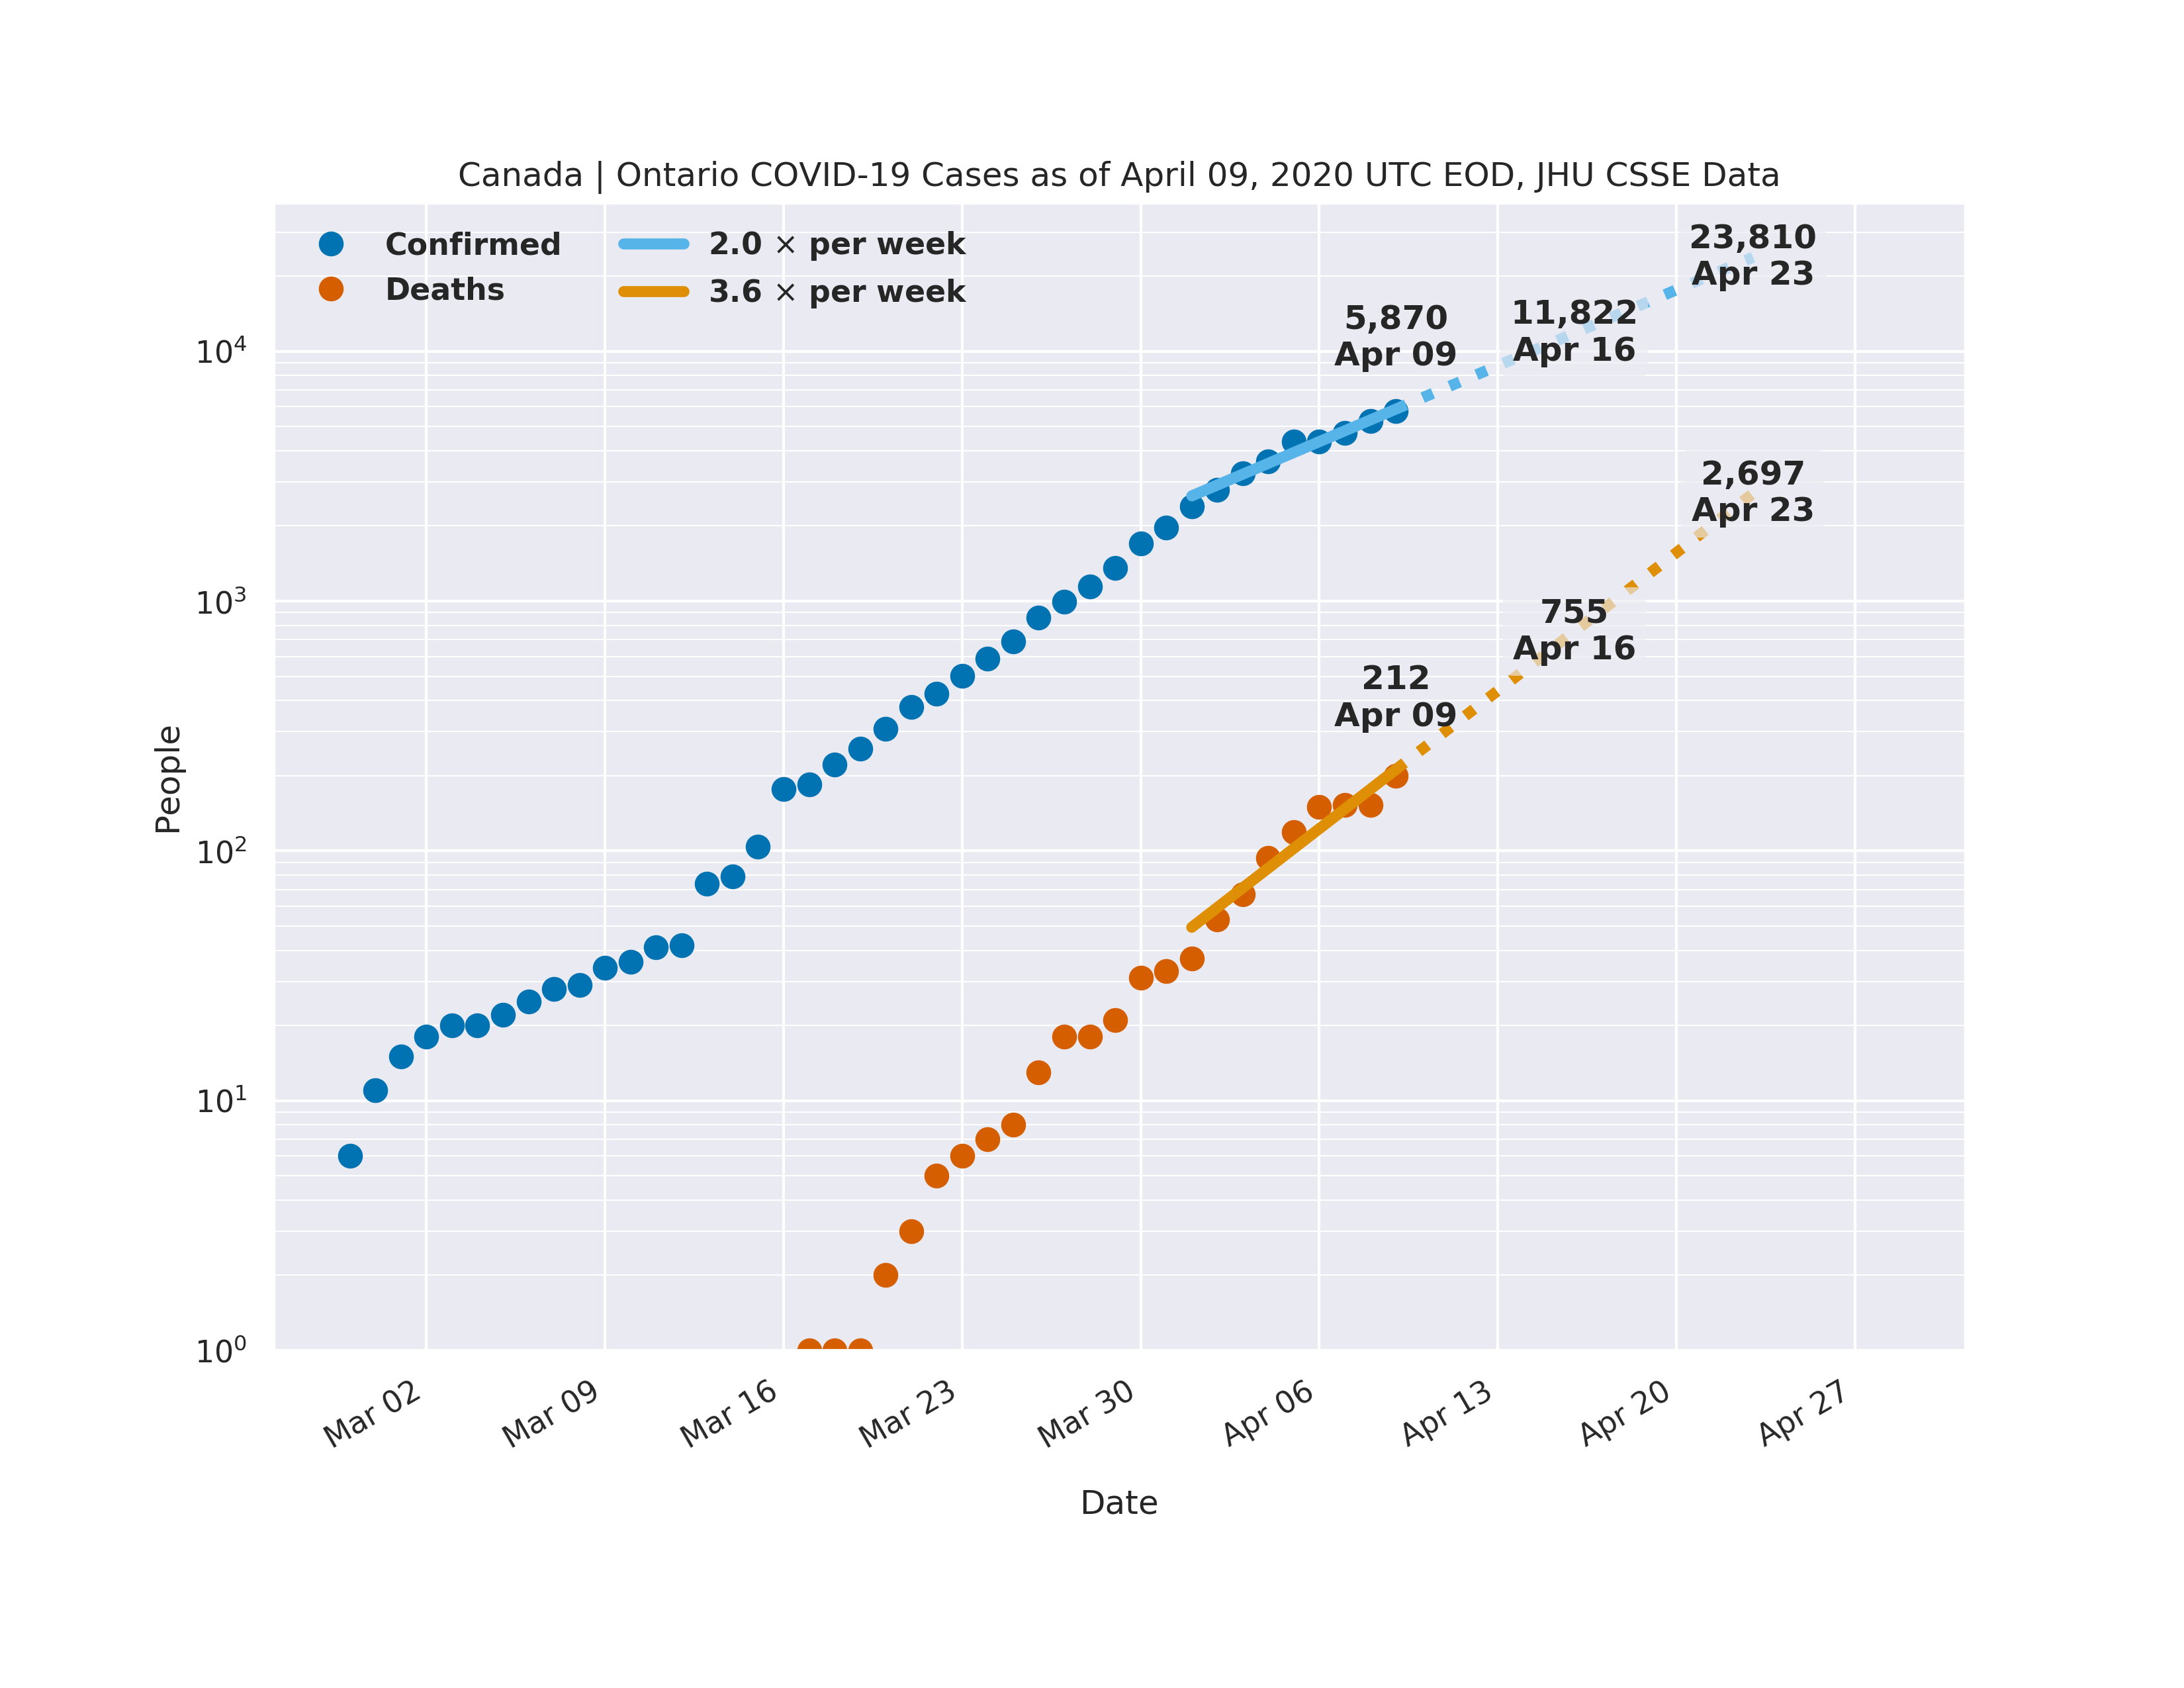 Canada | Ontario COVID-19 Cases as of April 09, 2020 UTC EOD, JHU CSSE Data
Confirmed
Deaths
2.0 × per week
3.6 × per week
23,810
Apr 23
11,822
Apr 16
5,870
Apr 09
2,697
Apr 23
755
Apr 16
212
Apr 09
People
10⁴
10³
10²
10¹
10⁰
Mar 02
Mar 09
Mar 16
Mar 23
Mar 30
Apr 06
Apr 13
Apr 20
Apr 27
Date